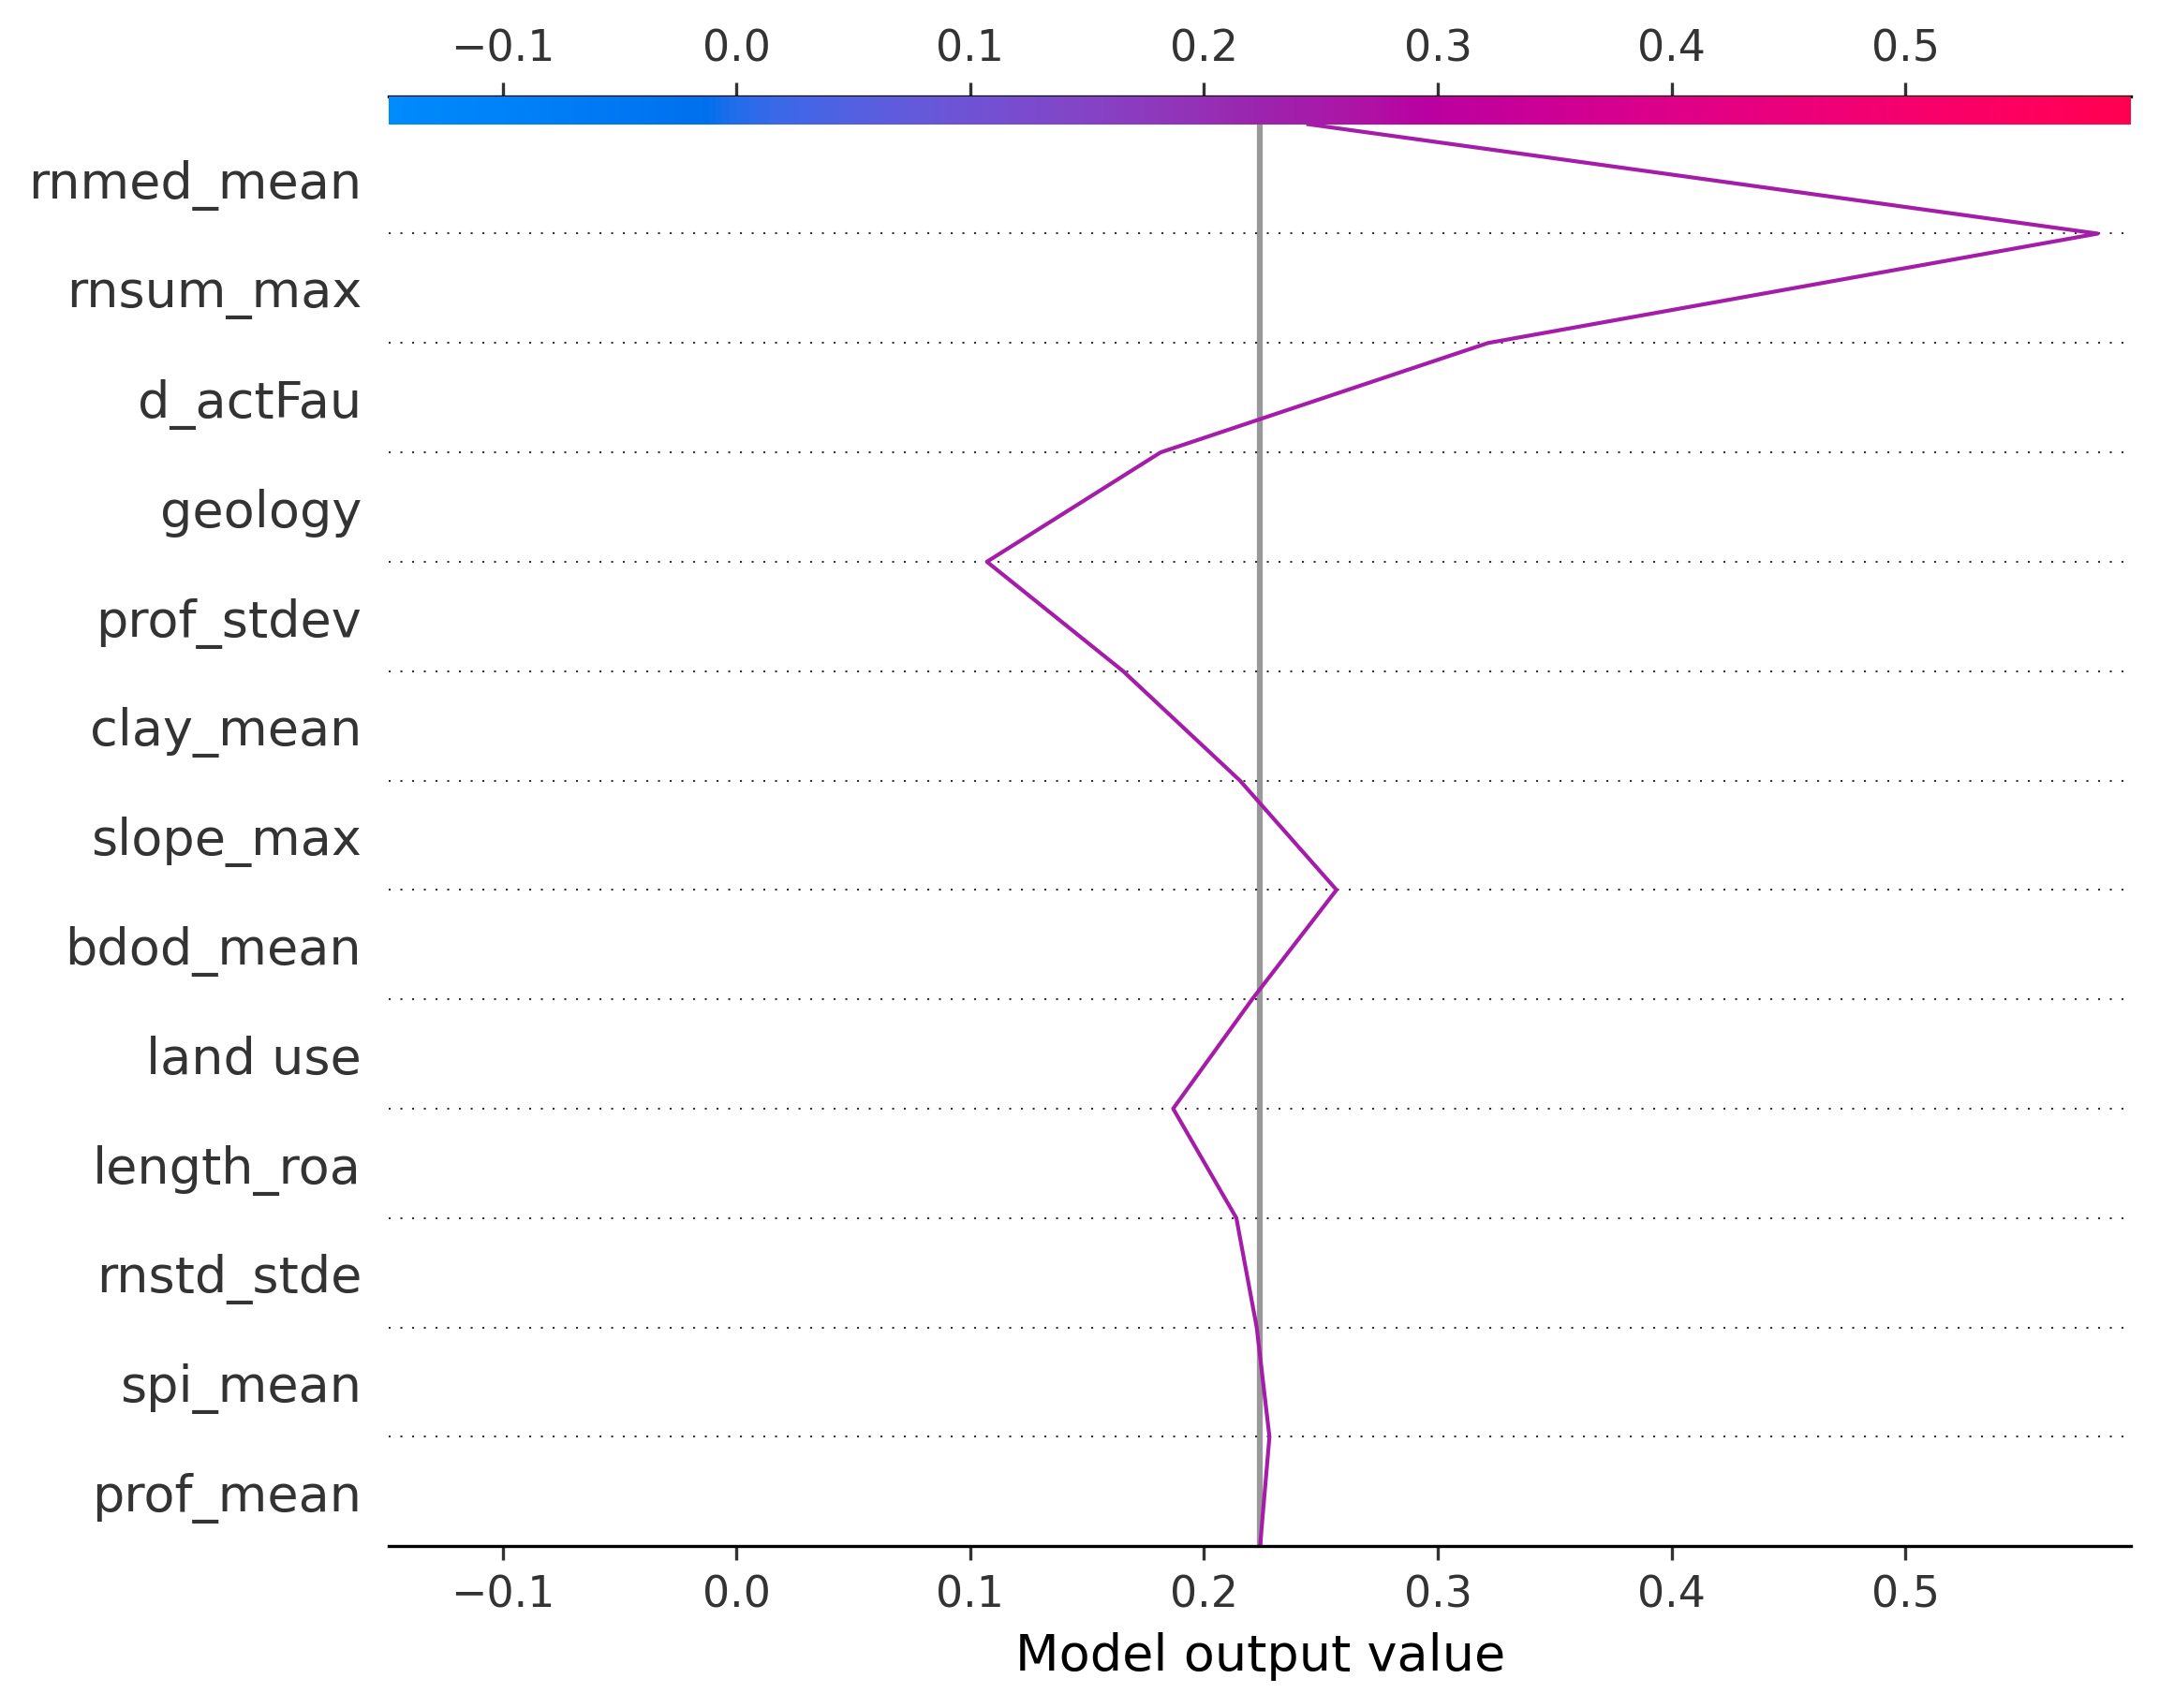 −0.1 0.0 0.1 0.2 0.3 0.4 0.5
rnmed_mean
rnsum_max
d_actFau
geology
prof_stdev
clay_mean
slope_max
bdod_mean
land use
length_roa
rnstd_stde
spi_mean
prof_mean
−0.1 0.0 0.1 0.2 0.3 0.4 0.5
Model output value